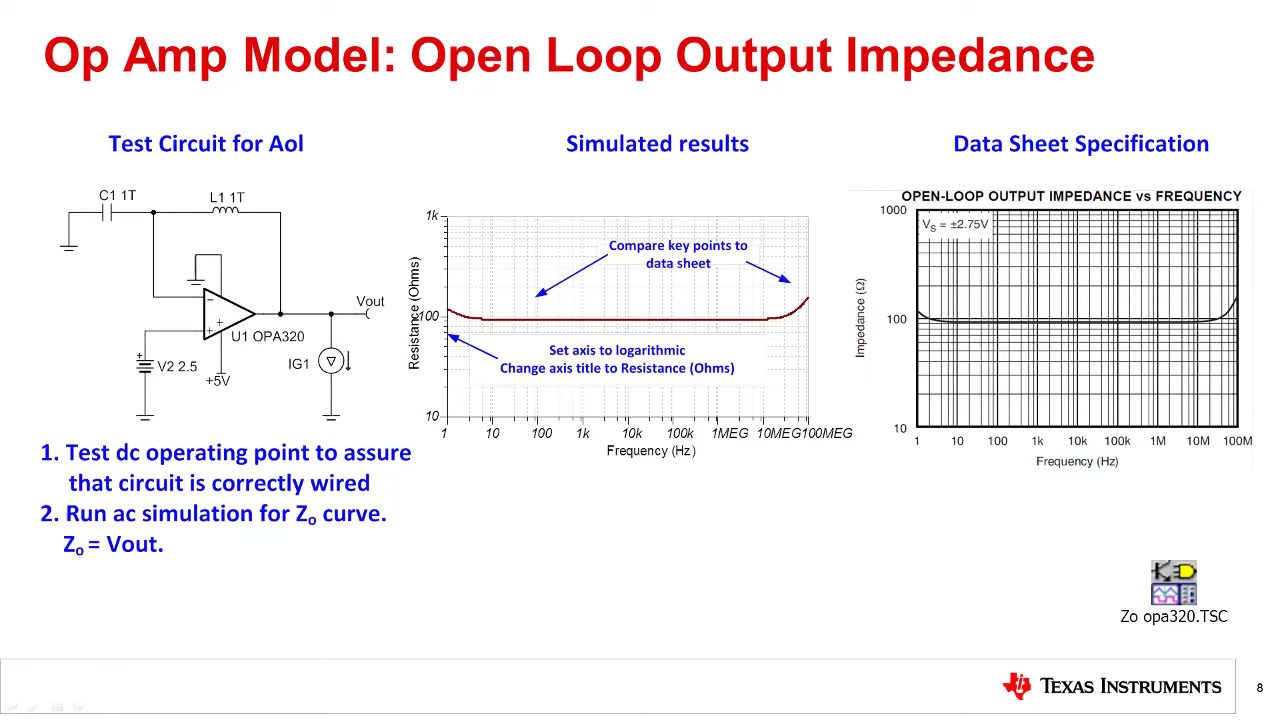 Op Amp Model: Open Loop Output Impedance
Test Circuit for Aol
Simulated results
Data Sheet Specification
C1 1T
L1 1T
U1 OPA320
V2 2.5
+5V
IG1
Vout
1k
100
10
Resistance (Ohms)
Compare key points to
data sheet
Set axis to logarithmic
Change axis title to Resistance (Ohms)
1 10 100 1k 10k 100k 1MEG 10MEG 100MEG
Frequency (Hz)
OPEN-LOOP OUTPUT IMPEDANCE vs FREQUENCY
VS = ±2.75V
1000
100
10
Impedance (Ω)
1 10 100 1k 10k 100k 1M 10M 100M
Frequency (Hz)
1. Test dc operating point to assure
that circuit is correctly wired
2. Run ac simulation for Zo curve.
Zo = Vout.
Zo opa320.TSC
TEXAS INSTRUMENTS
8